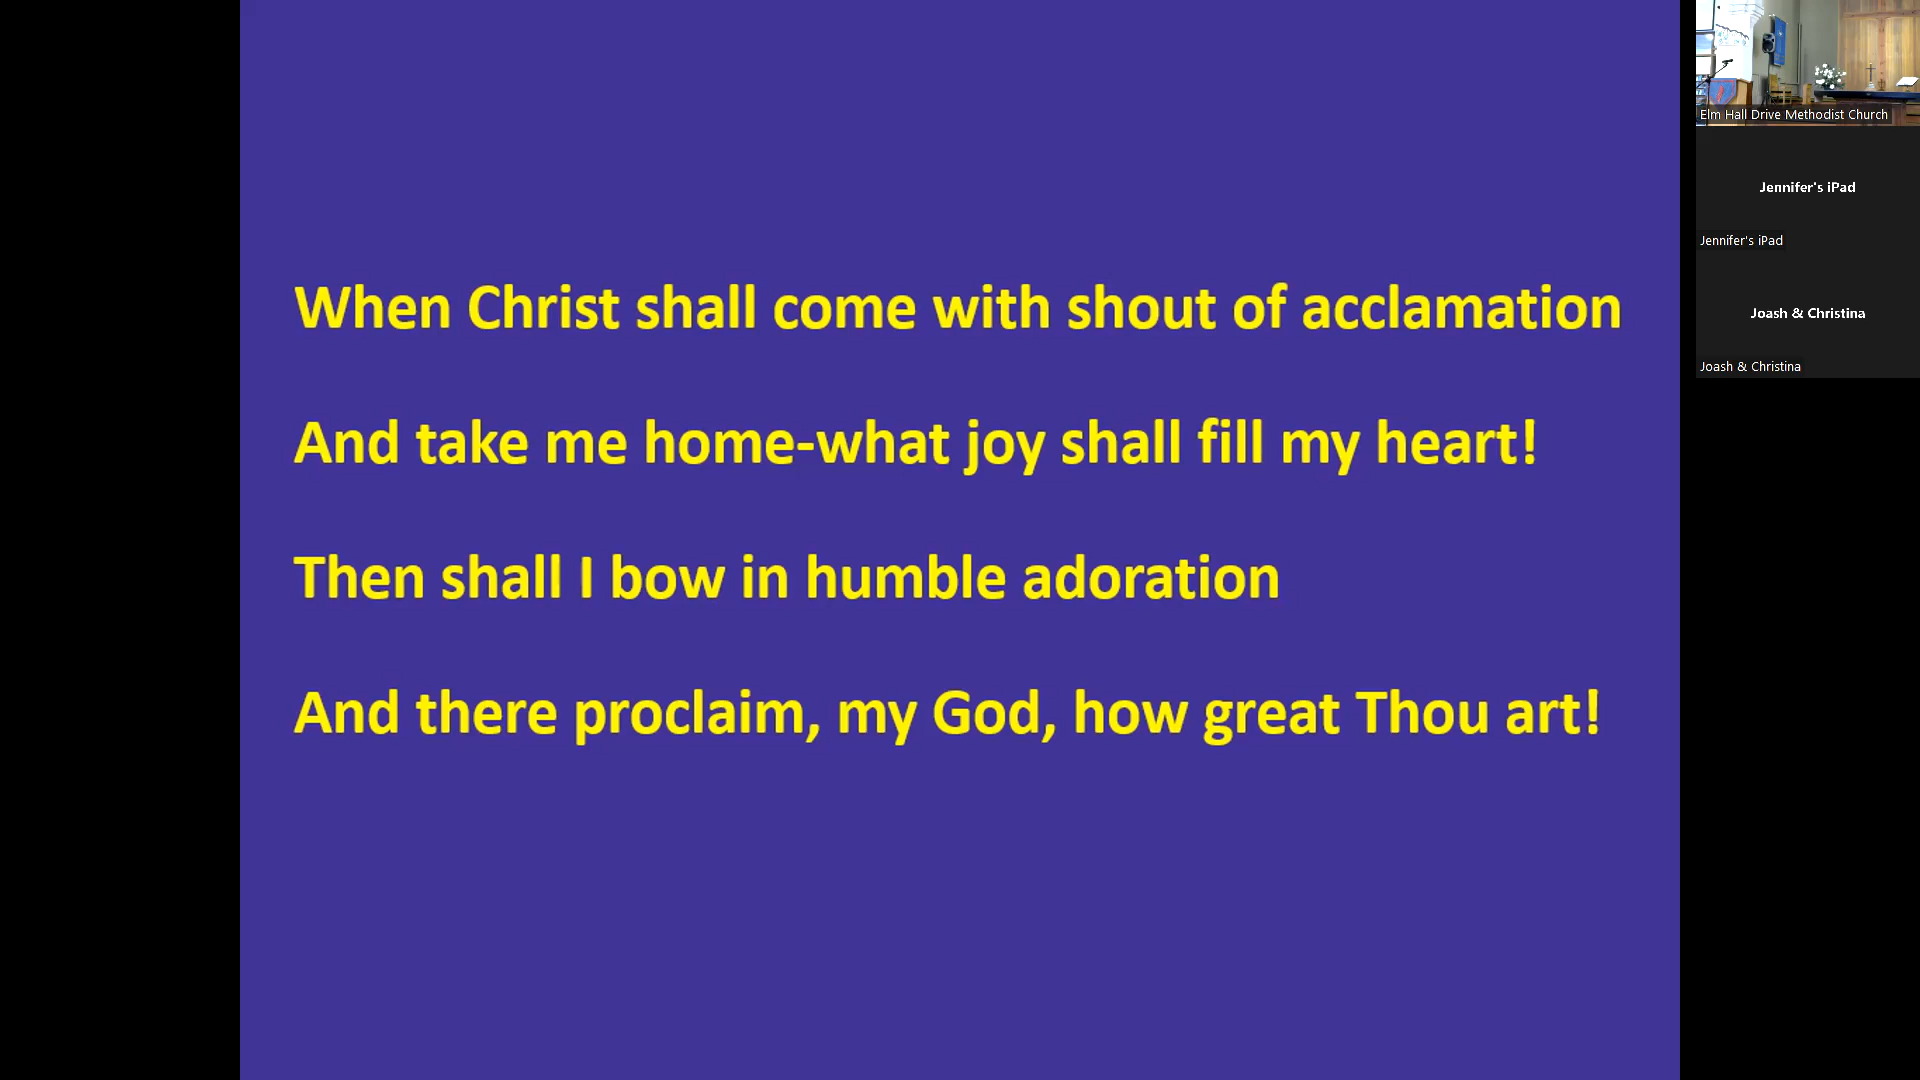 When Christ shall come with shout of acclamation
And take me home-what joy shall fill my heart!
Then shall I bow in humble adoration
And there proclaim, my God, how great Thou art!
Elm Hall Drive Methodist Church
Jennifer's iPad
Jennifer's iPad
Joash & Christina
Joash & Christina